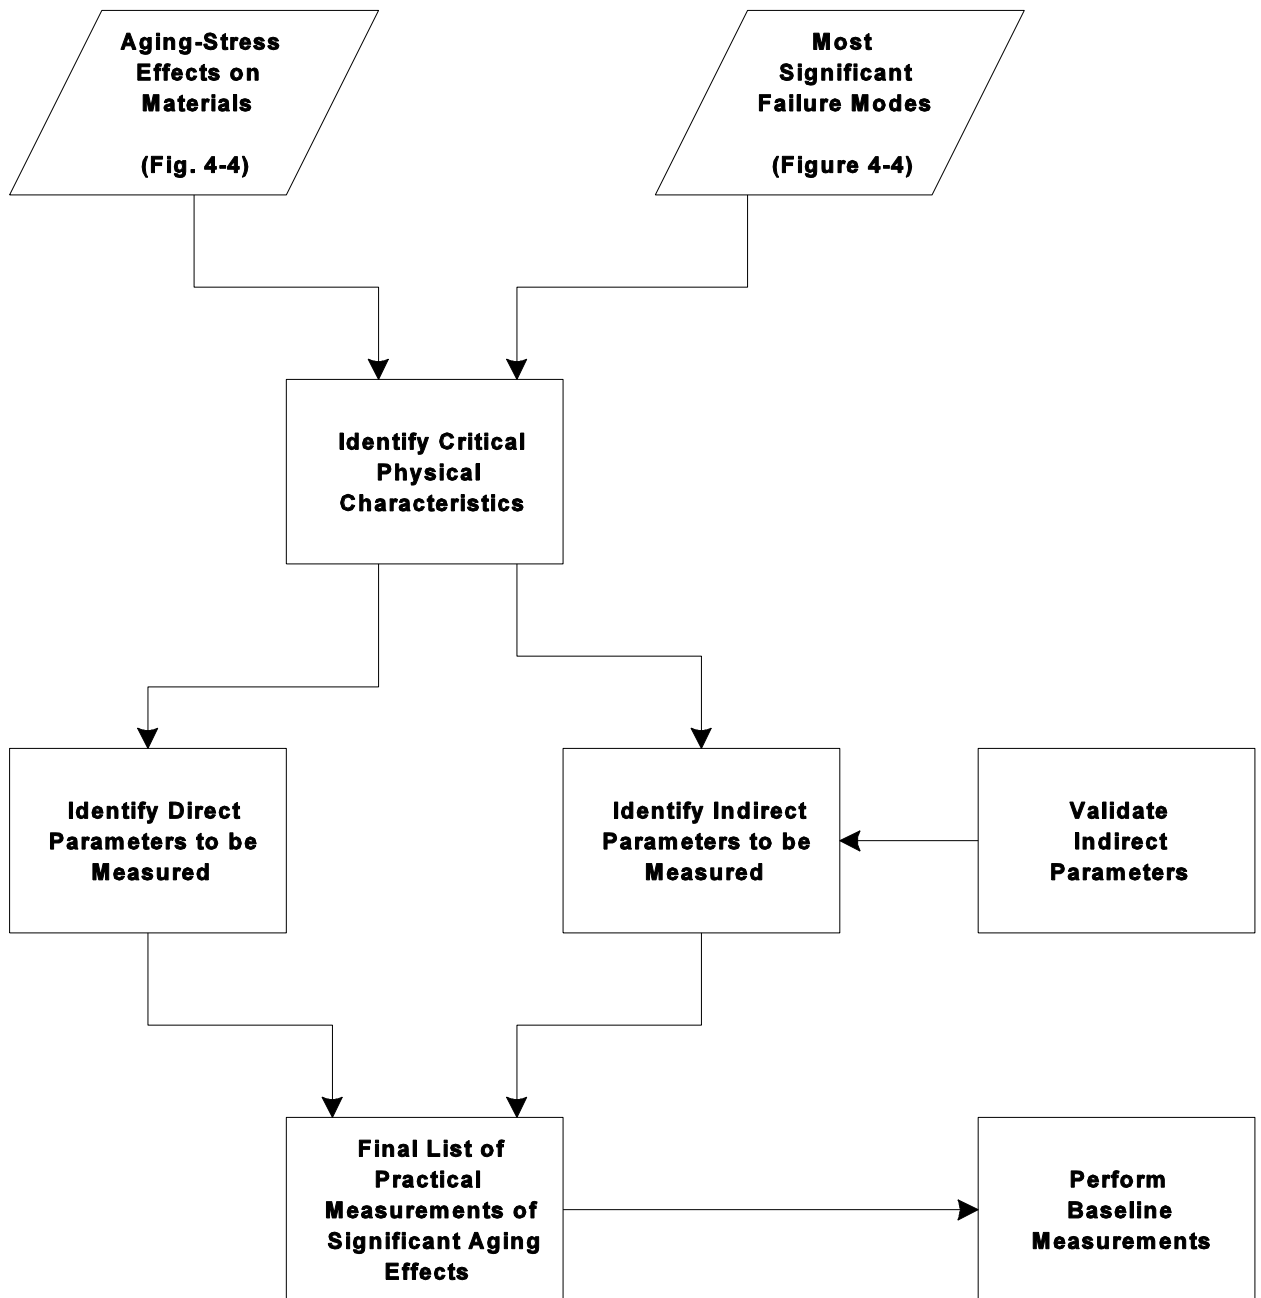 Aging-Stress
Effects on
Materials
(Fig. 4-4)
Most
Significant
Failure Modes
(Figure 4-4)
Identify Critical
Physical
Characteristics
Identify Direct
Parameters to be
Measured
Identify Indirect
Parameters to be
Measured
Validate
Indirect
Parameters
Final List of
Practical
Measurements of
Significant Aging
Effects
Perform
Baseline
Measurements